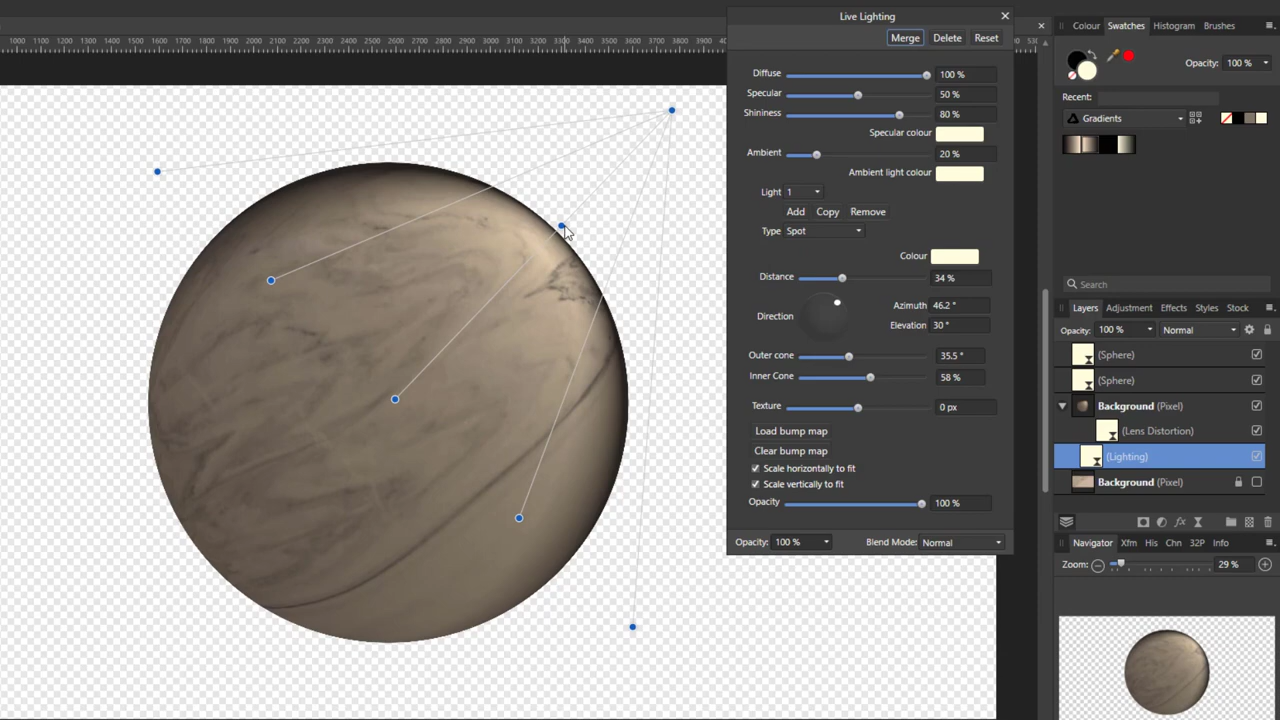 Live Lighting
Merge Delete Reset
Diffuse 100 %
Specular 50 %
Shininess 80 %
Specular colour
Ambient 20 %
Ambient light colour
Light 1
Add Copy Remove
Type Spot
Colour
Distance 34 %
Direction Azimuth 46.2 °
Elevation 30 °
Outer cone 35.5 °
Inner Cone 58 %
Texture 0 px
Load bump map
Clear bump map
Scale horizontally to fit
Scale vertically to fit
Opacity 100 %
Opacity: 100 % Blend Mode: Normal
1000 1100 1200 1300 1400 1500 1600 1700 1800 1900 2000 2100 2200 2300 2400 2500 2600 2700 2800 2900 3000 3100 3200 3300 3400 3500 3600 3700 3800 3900
Colour Swatches Histogram Brushes
Opacity: 100 %
Recent:
Gradients
Search
Layers Adjustment Effects Styles Stock
Opacity: 100 % Normal
(Sphere)
(Sphere)
Background (Pixel)
(Lens Distortion)
(Lighting)
Background (Pixel)
fx
Navigator Xfm His Chn 32P Info
Zoom: 29 %